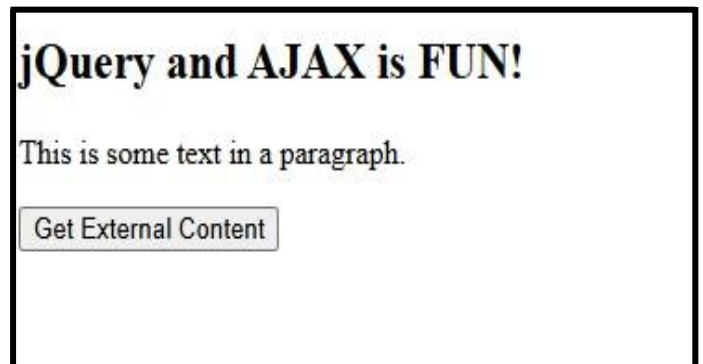 jQuery and AJAX is FUN!
This is some text in a paragraph.
Get External Content